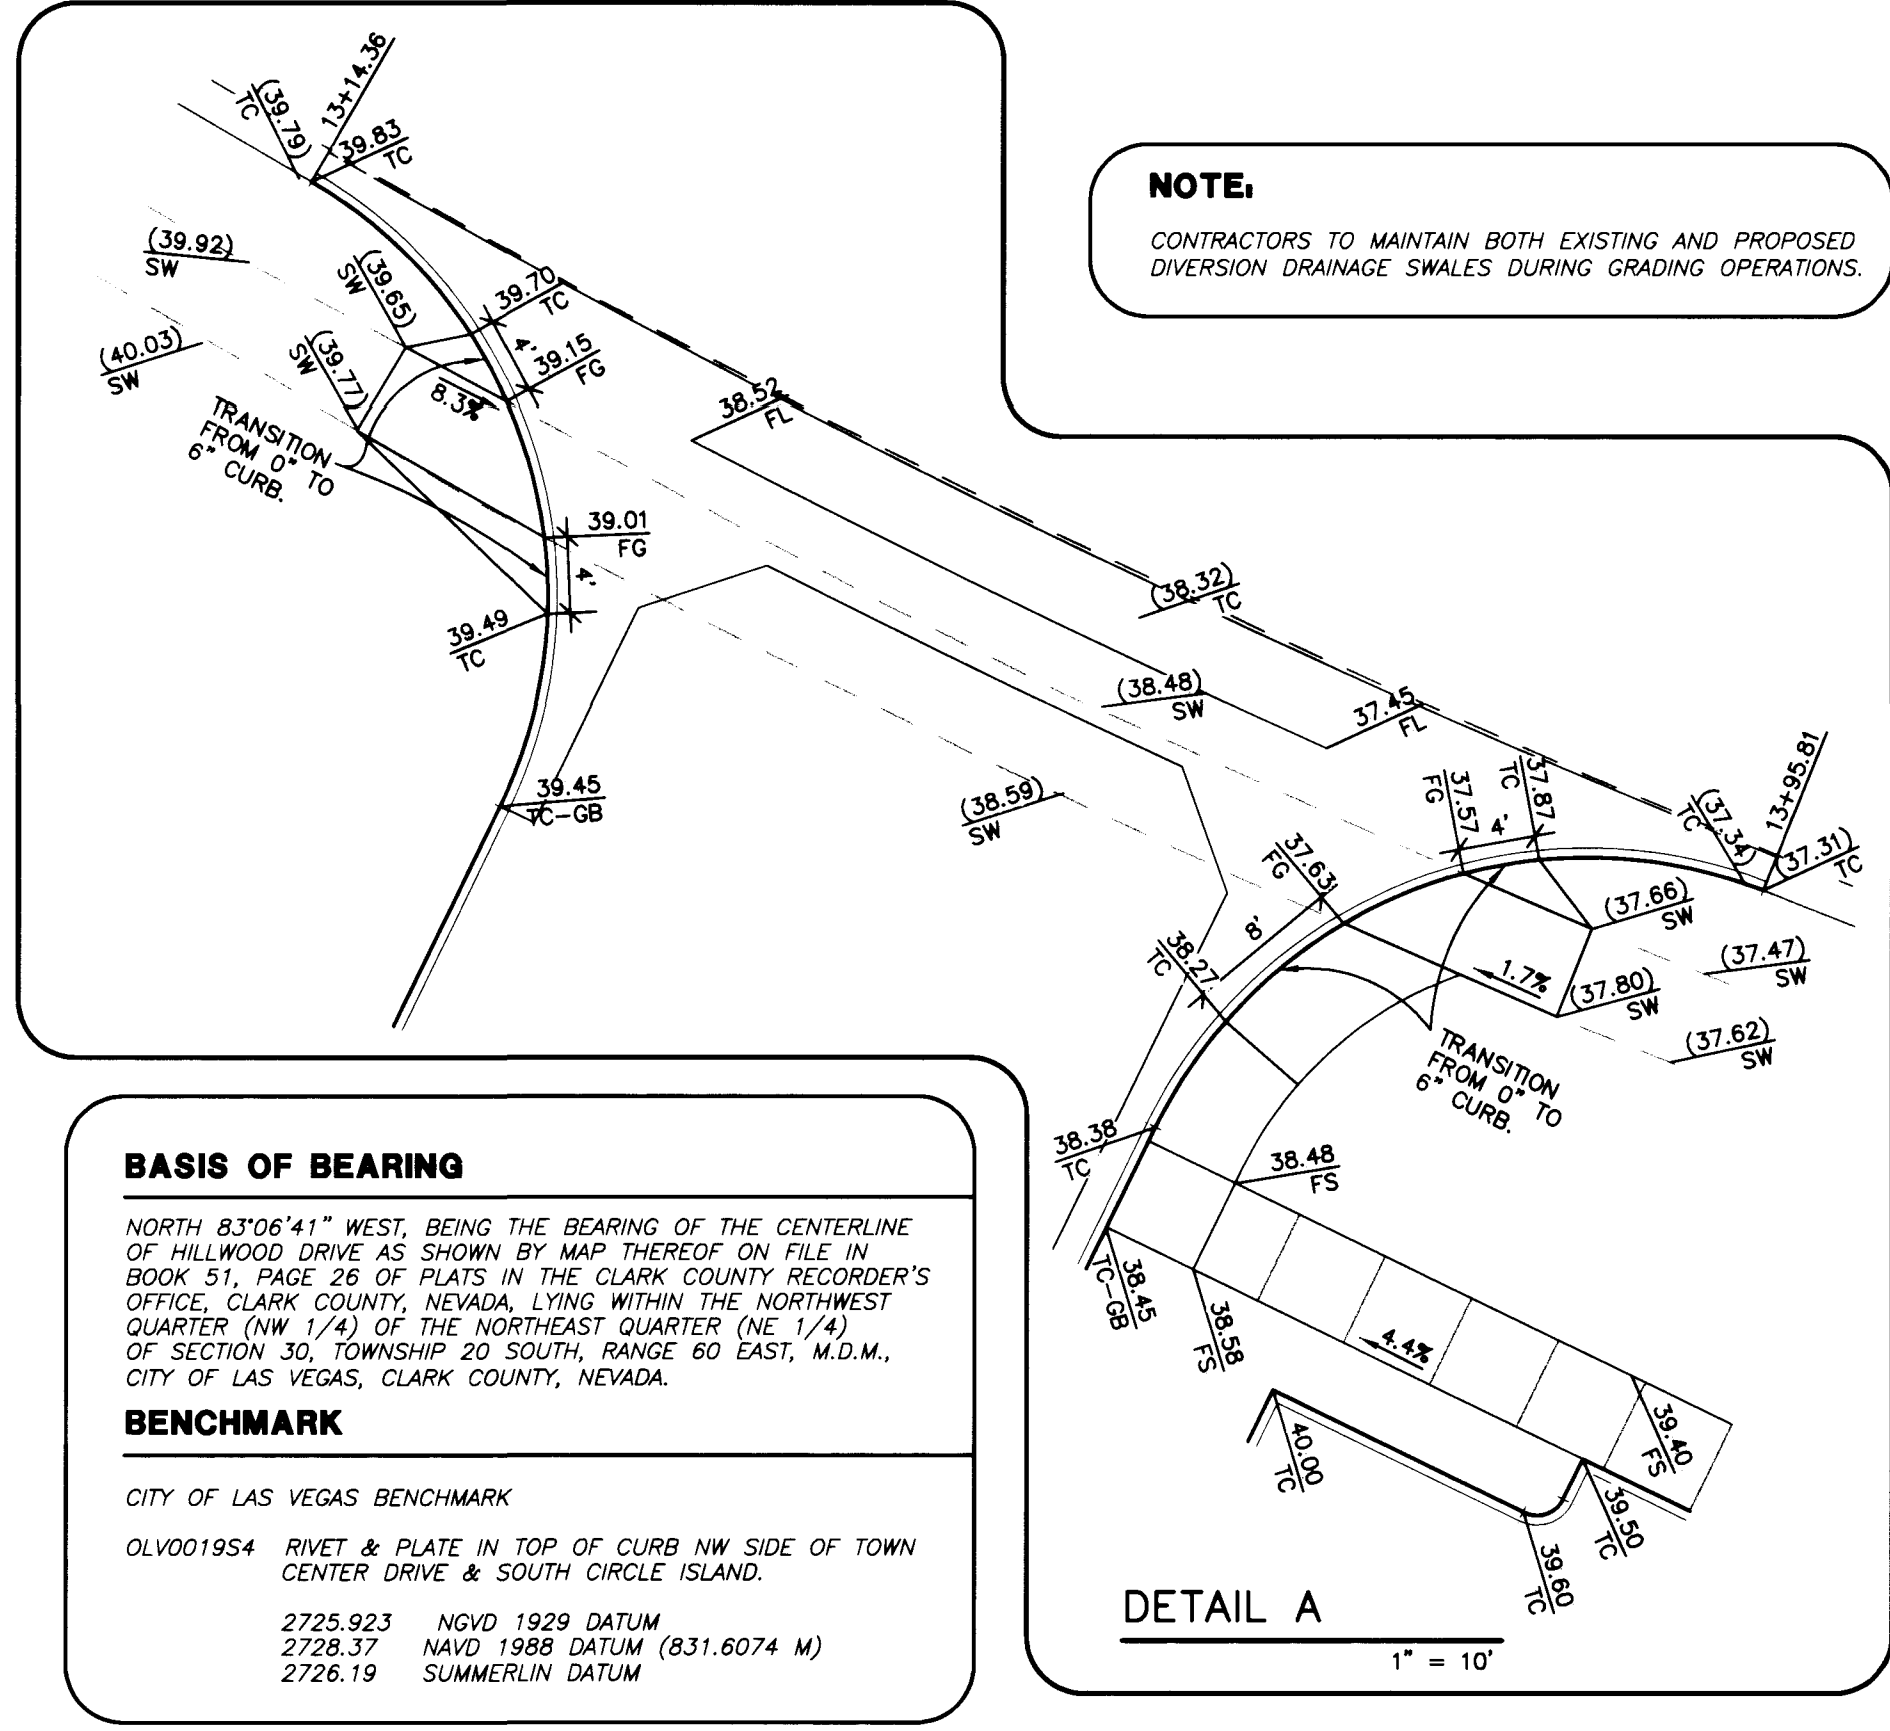 13+14.36
(39.79)
TC
39.83
TC
(39.92)
SW
(39.65)
SW
39.70
TC
4'
39.15
FG
(40.03)
SW
(39.77)
SW
8.3%
TRANSITION
FROM 0" TO
6" CURB.
38.52
FL
39.01
FG
4'
39.49
TC
39.45
TC-GB
(38.32)
TC
(38.48)
SW
37.45
FL
(38.59)
SW
NOTE:
CONTRACTORS TO MAINTAIN BOTH EXISTING AND PROPOSED
DIVERSION DRAINAGE SWALES DURING GRADING OPERATIONS.
37.57
FG
37.87
TC
4'
13+95.81
(37.34)
TC
(37.31)
TC
37.63
FG
8'
38.27
TC
(37.66)
SW
(37.47)
SW
1.7%
(37.80)
SW
(37.62)
SW
TRANSITION
FROM 0" TO
6" CURB.
38.38
TC
38.48
FS
38.45
TC-GB
38.58
FS
4.4%
40.00
TC
39.40
FS
39.50
TC
39.60
TC
DETAIL A
1" = 10'
BASIS OF BEARING
NORTH 83°06'41" WEST, BEING THE BEARING OF THE CENTERLINE
OF HILLWOOD DRIVE AS SHOWN BY MAP THEREOF ON FILE IN
BOOK 51, PAGE 26 OF PLATS IN THE CLARK COUNTY RECORDER'S
OFFICE, CLARK COUNTY, NEVADA, LYING WITHIN THE NORTHWEST
QUARTER (NW 1/4) OF THE NORTHEAST QUARTER (NE 1/4)
OF SECTION 30, TOWNSHIP 20 SOUTH, RANGE 60 EAST, M.D.M.,
CITY OF LAS VEGAS, CLARK COUNTY, NEVADA.
BENCHMARK
CITY OF LAS VEGAS BENCHMARK
OLV0019S4 RIVET & PLATE IN TOP OF CURB NW SIDE OF TOWN
CENTER DRIVE & SOUTH CIRCLE ISLAND.
2725.923 NGVD 1929 DATUM
2728.37 NAVD 1988 DATUM (831.6074 M)
2726.19 SUMMERLIN DATUM